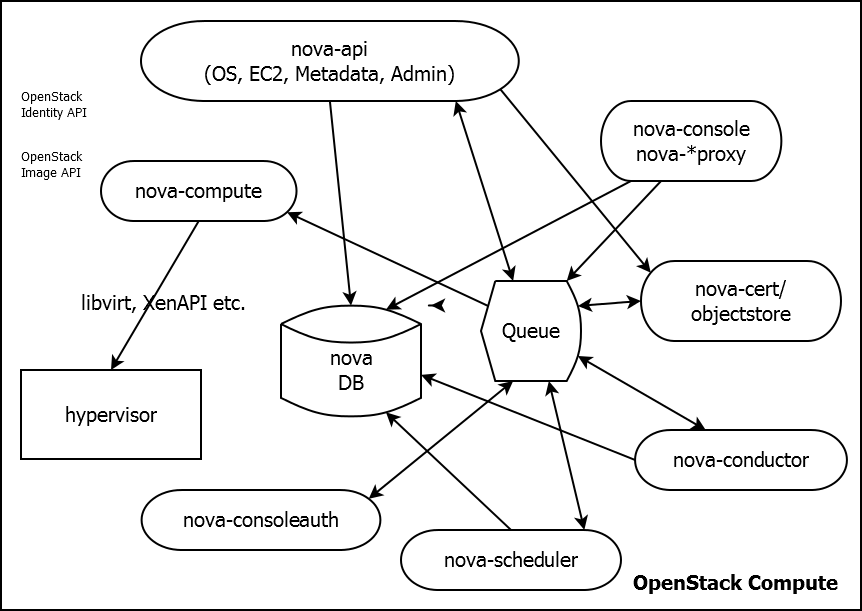 nova-api
(OS, EC2, Metadata, Admin)
OpenStack
Identity API
nova-console
nova-*proxy
OpenStack
Image API
nova-compute
libvirt, XenAPI etc.
nova-cert/
objectstore
Queue
nova
DB
hypervisor
nova-conductor
nova-consoleauth
nova-scheduler
OpenStack Compute